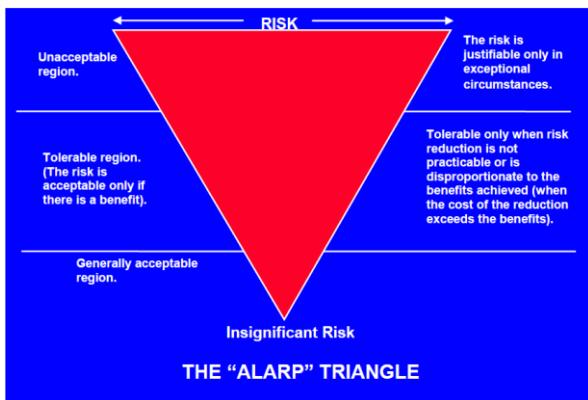 RISK
Unacceptable
region.
The risk is
justifiable only in
exceptional
circumstances.
Tolerable region.
(The risk is
acceptable only if
there is a benefit).
Tolerable only when risk
reduction is not
practicable or is
disproportionate to the
benefits achieved (when
the cost of the reduction
exceeds the benefits).
Generally acceptable
region.
Insignificant Risk
THE “ALARP” TRIANGLE